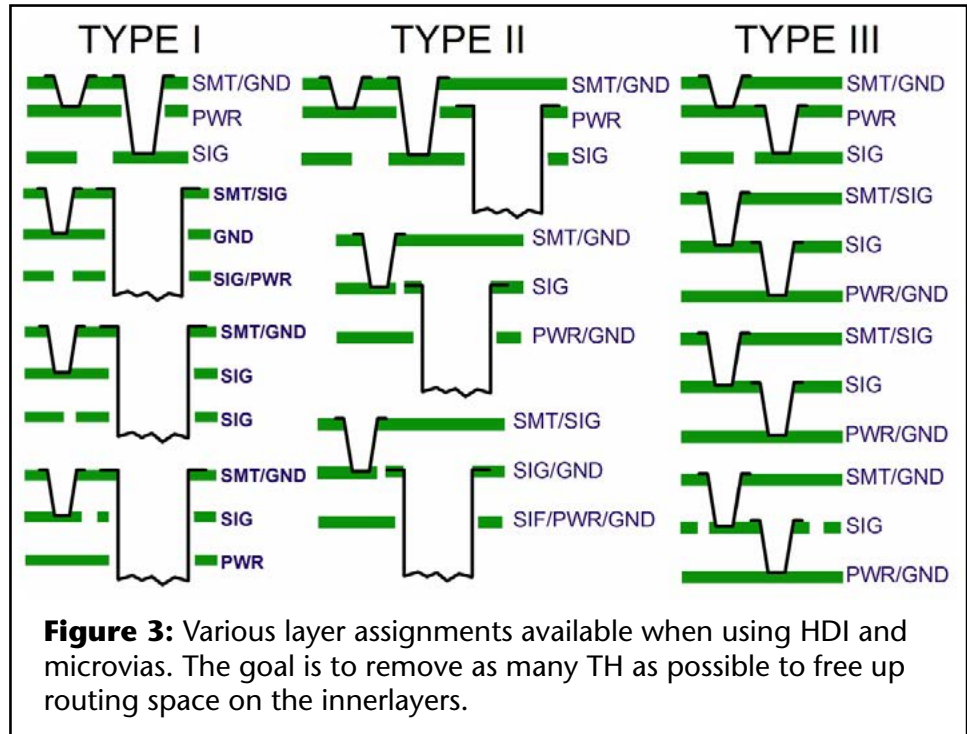 TYPE I
SMT/GND
PWR
SIG
SMT/SIG
GND
SIG/PWR
SMT/GND
SIG
SIG
SMT/GND
SIG
PWR
TYPE II
SMT/GND
PWR
SIG
SMT/GND
SIG
PWR/GND
SMT/SIG
SIG/GND
SIF/PWR/GND
TYPE III
SMT/GND
PWR
SIG
SMT/SIG
SIG
PWR/GND
SMT/SIG
SIG
PWR/GND
SMT/GND
SIG
PWR/GND
Figure 3: Various layer assignments available when using HDI and
microvias. The goal is to remove as many TH as possible to free up
routing space on the innerlayers.